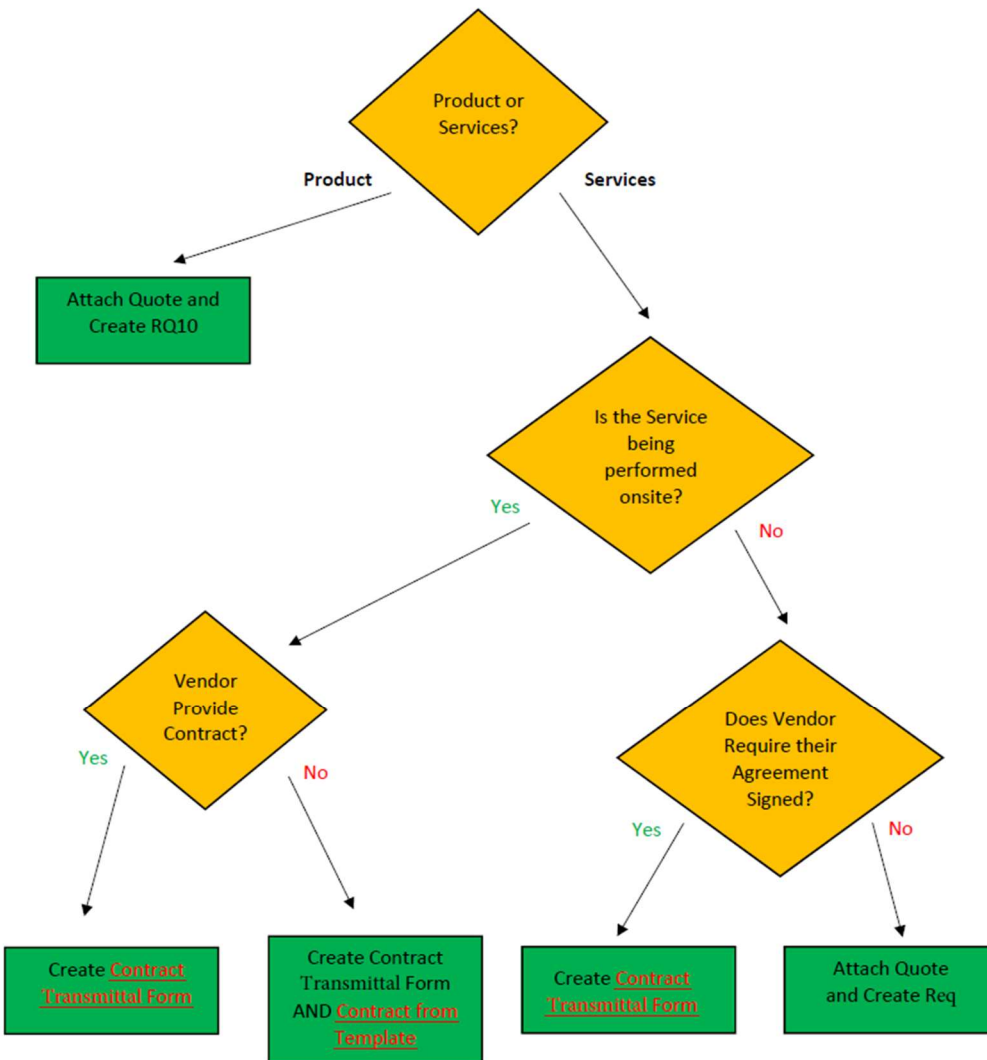 Product or
Services?
Product
Services
Attach Quote and
Create RQ10
Is the Service
being
performed
onsite?
Yes
No
Vendor
Provide
Contract?
Does Vendor
Require their
Agreement
Signed?
Yes
No
Yes
No
Create Contract
Transmittal Form
Create Contract
Transmittal Form
AND Contract from
Template
Create Contract
Transmittal Form
Attach Quote
and Create Req